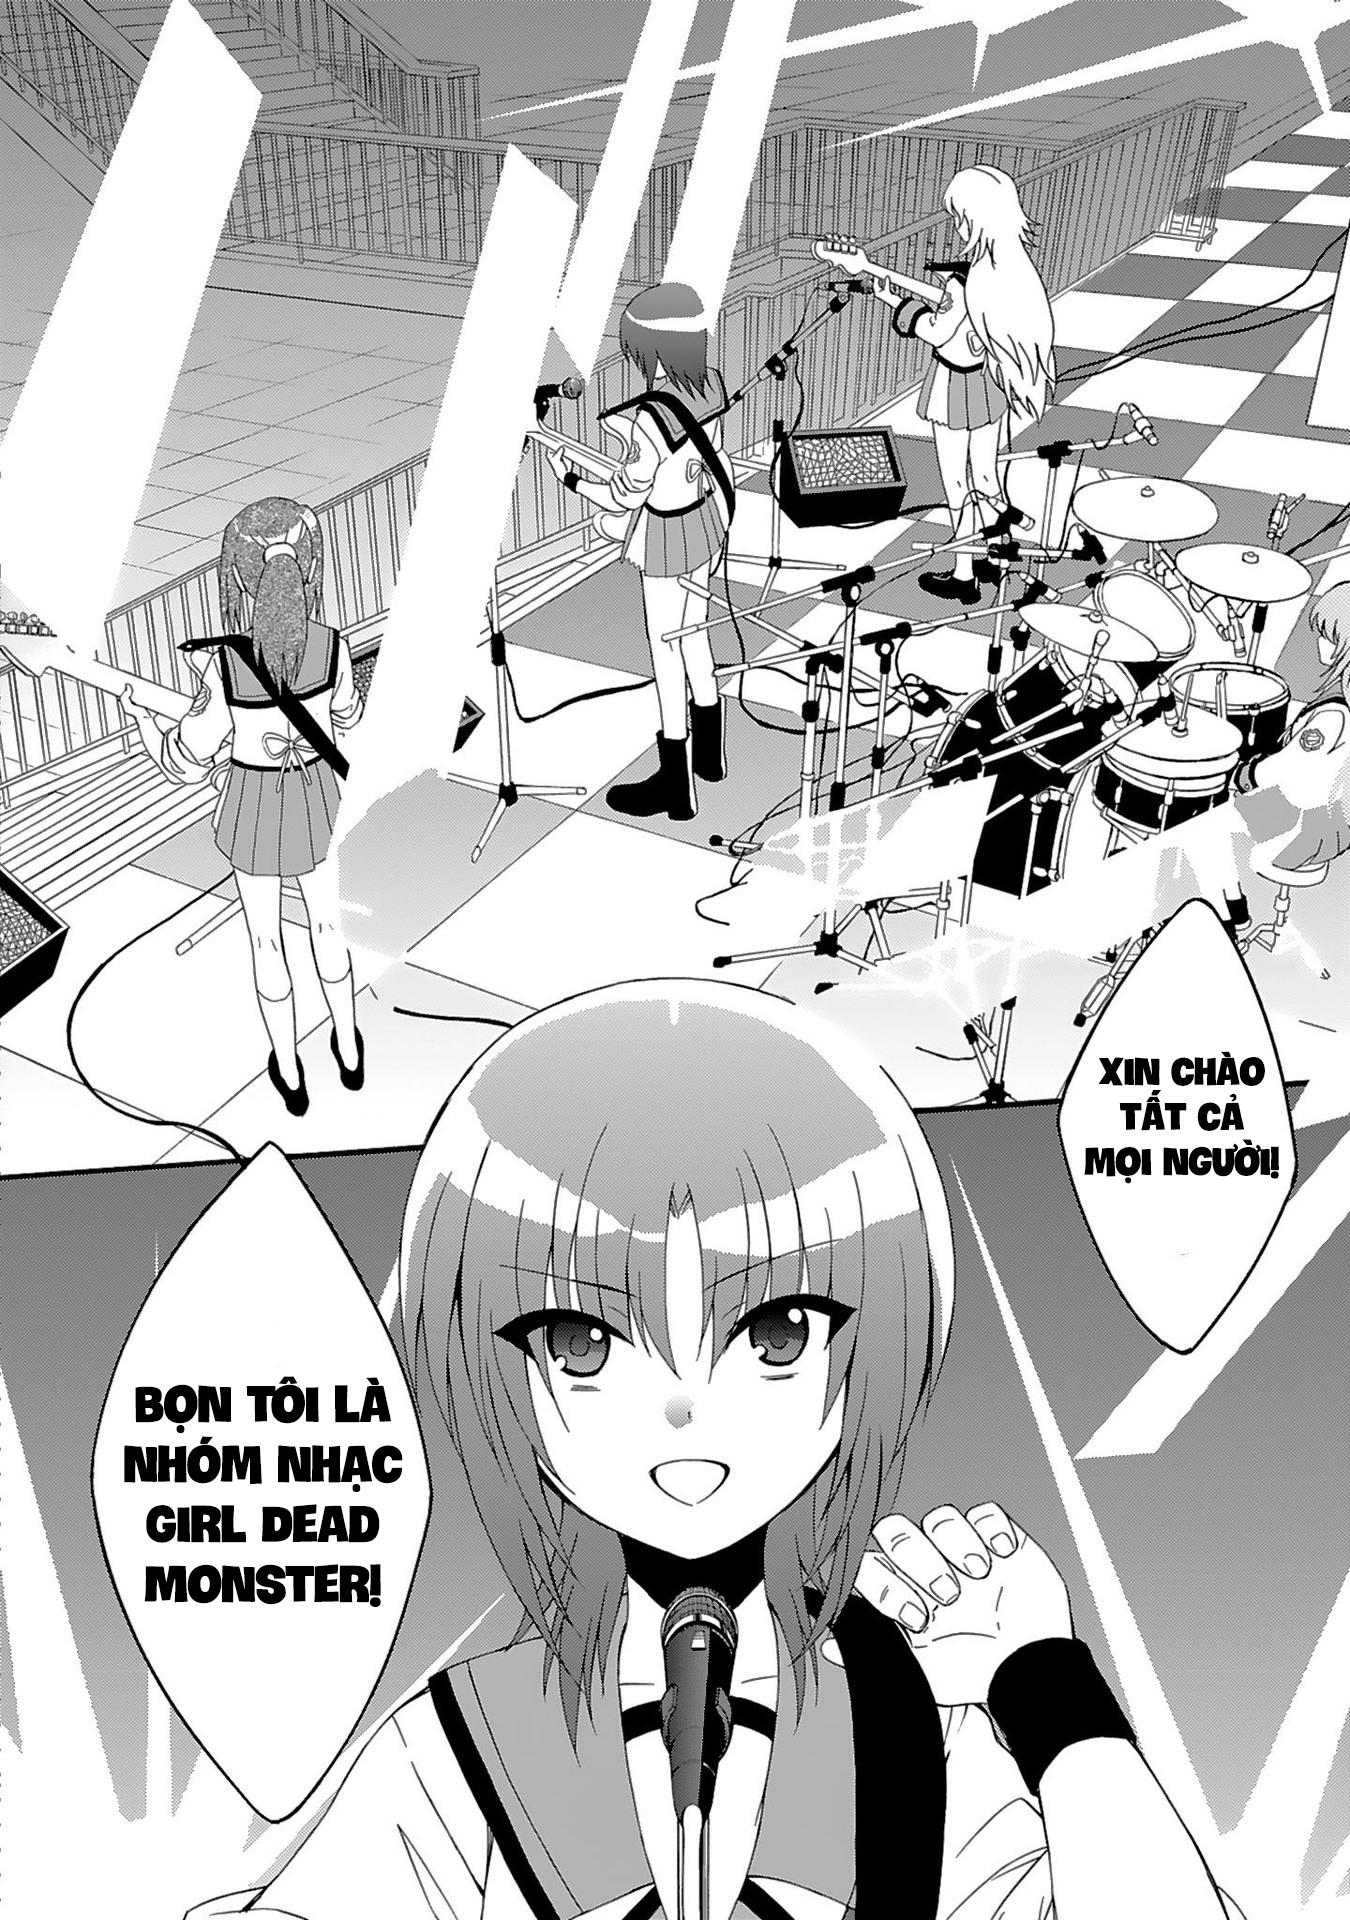 XIN CHÀO
TẤT CẢ
MỌI NGƯỜI!
BỌN TÔI LÀ
NHÓM NHẠC
GIRL DEAD
MONSTER!